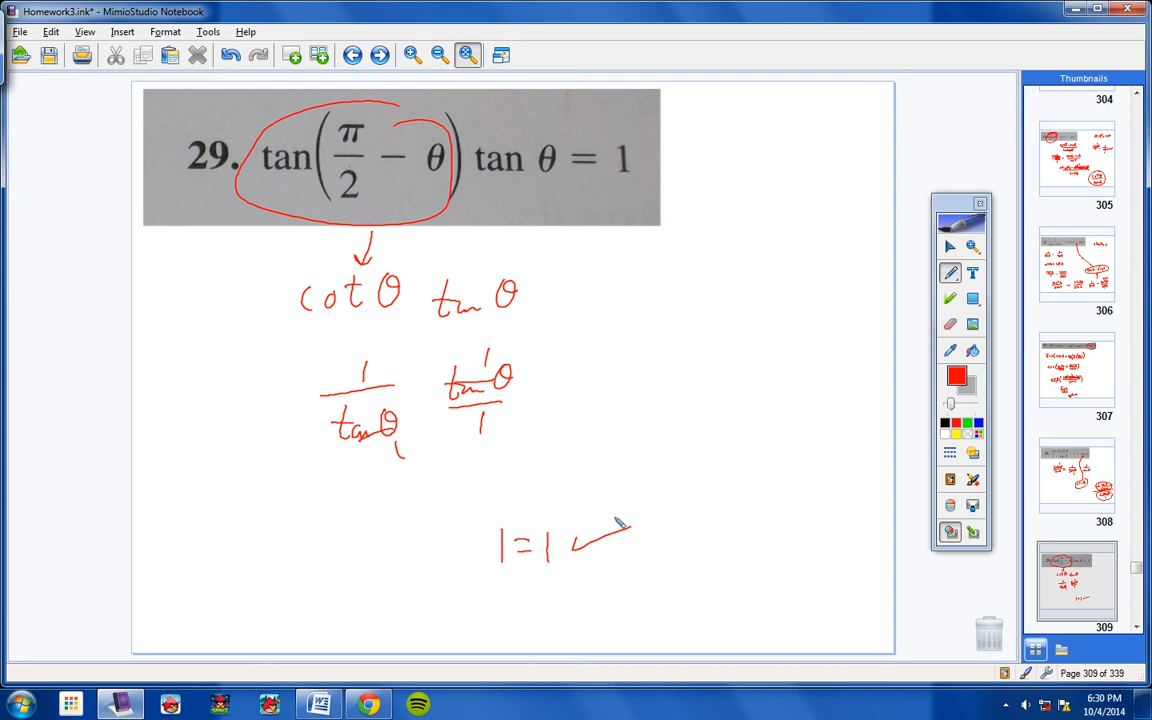 Homework3.ink* - MimioStudio Notebook
File Edit View Insert Format Tools Help
Thumbnails
304
305
306
307
308
309
29. tan(π/2 − θ) tan θ = 1
cot θ tan θ
1 1
tan θ tan θ
1 1
1 = 1 ✓
T
Page 309 of 339
W
6:30 PM
10/4/2014